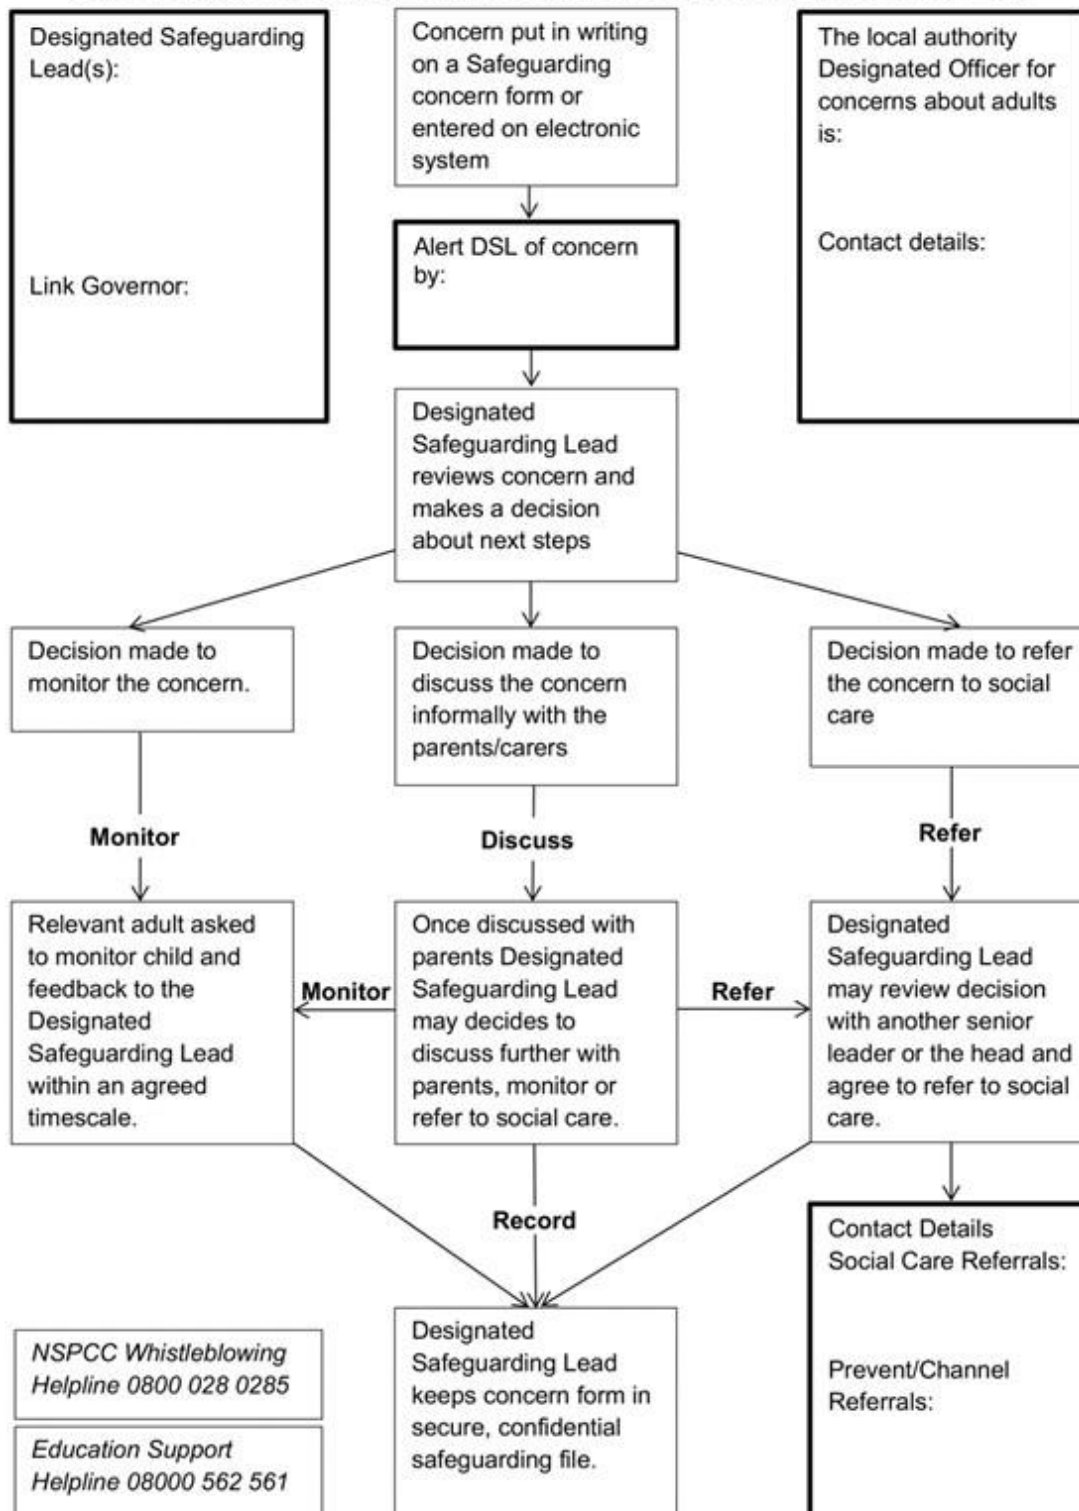 Designated Safeguarding
Lead(s):
Link Governor:
Concern put in writing
on a Safeguarding
concern form or
entered on electronic
system
The local authority
Designated Officer for
concerns about adults
is:
Contact details:
Alert DSL of concern
by:
Designated
Safeguarding Lead
reviews concern and
makes a decision
about next steps
Decision made to
monitor the concern.
Decision made to
discuss the concern
informally with the
parents/carers
Decision made to refer
the concern to social
care
Monitor
Discuss
Refer
Relevant adult asked
to monitor child and
feedback to the
Designated
Safeguarding Lead
within an agreed
timescale.
Monitor
Once discussed with
parents Designated
Safeguarding Lead
may decides to
discuss further with
parents, monitor or
refer to social care.
Refer
Designated
Safeguarding Lead
may review decision
with another senior
leader or the head and
agree to refer to social
care.
Record
Contact Details
Social Care Referrals:
Prevent/Channel
Referrals:
Designated
Safeguarding Lead
keeps concern form in
secure, confidential
safeguarding file.
NSPCC Whistleblowing
Helpline 0800 028 0285
Education Support
Helpline 08000 562 561